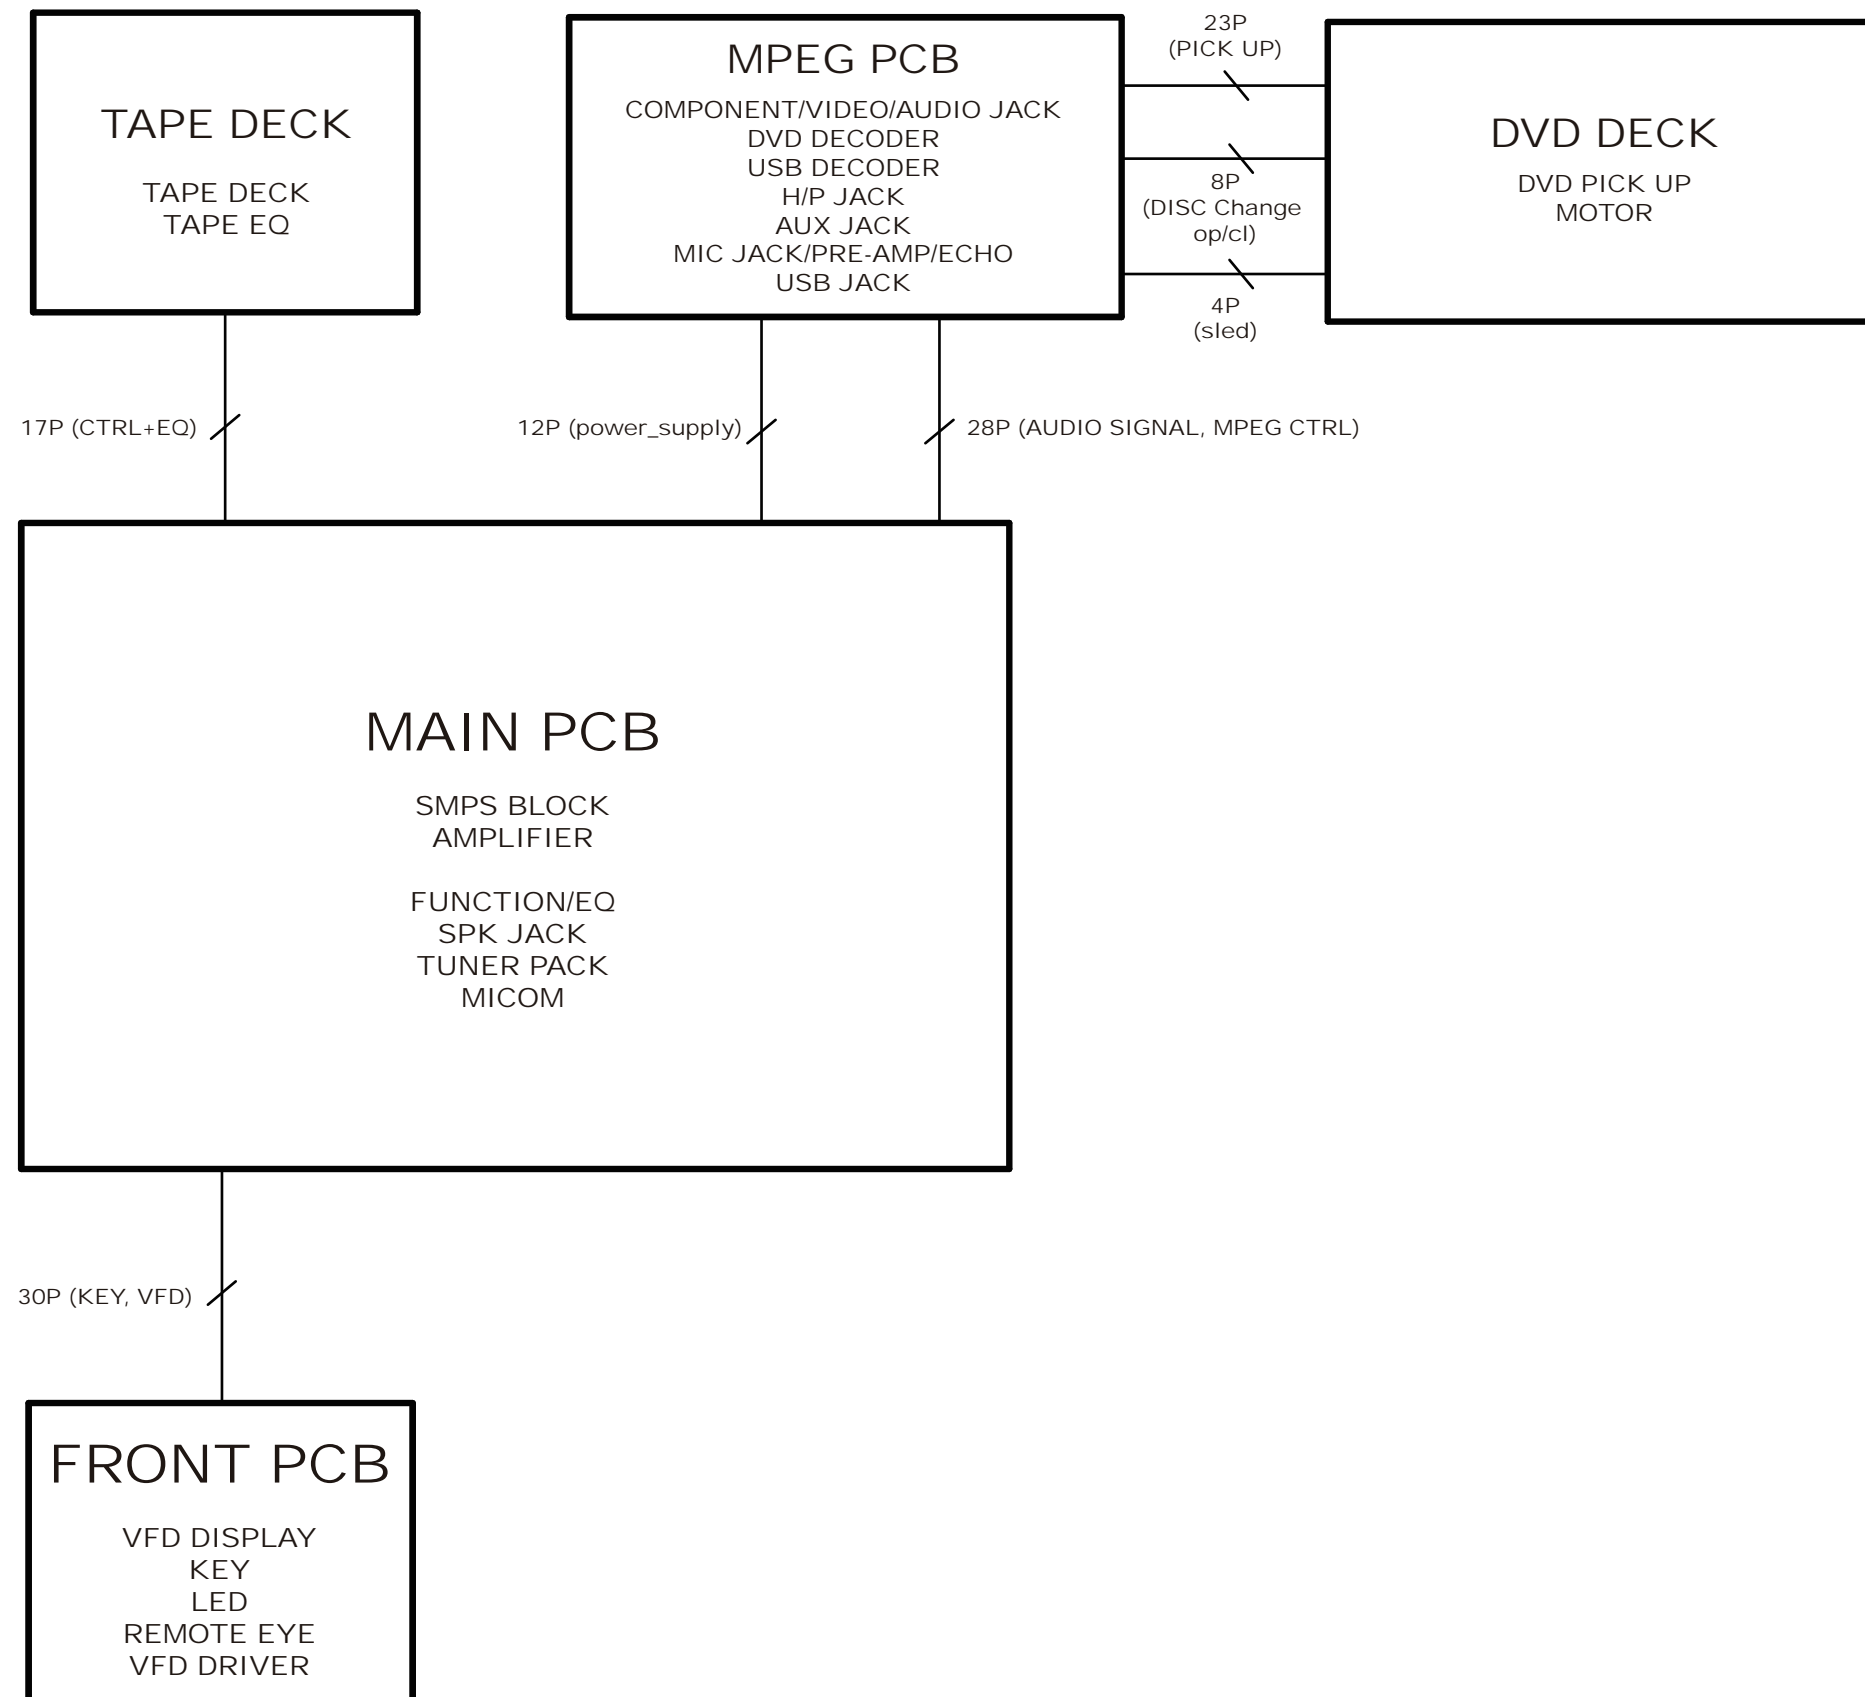 TAPE DECK
TAPE DECK
TAPE EQ
MPEG PCB
COMPONENT/VIDEO/AUDIO JACK
DVD DECODER
USB DECODER
H/P JACK
AUX JACK
MIC JACK/PRE-AMP/ECHO
USB JACK
23P
(PICK UP)
8P
(DISC Change
op/cl)
4P
(sled)
DVD DECK
DVD PICK UP
MOTOR
17P (CTRL+EQ)
12P (power_supply)
28P (AUDIO SIGNAL, MPEG CTRL)
MAIN PCB
SMPS BLOCK
AMPLIFIER
FUNCTION/EQ
SPK JACK
TUNER PACK
MICOM
30P (KEY, VFD)
FRONT PCB
VFD DISPLAY
KEY
LED
REMOTE EYE
VFD DRIVER